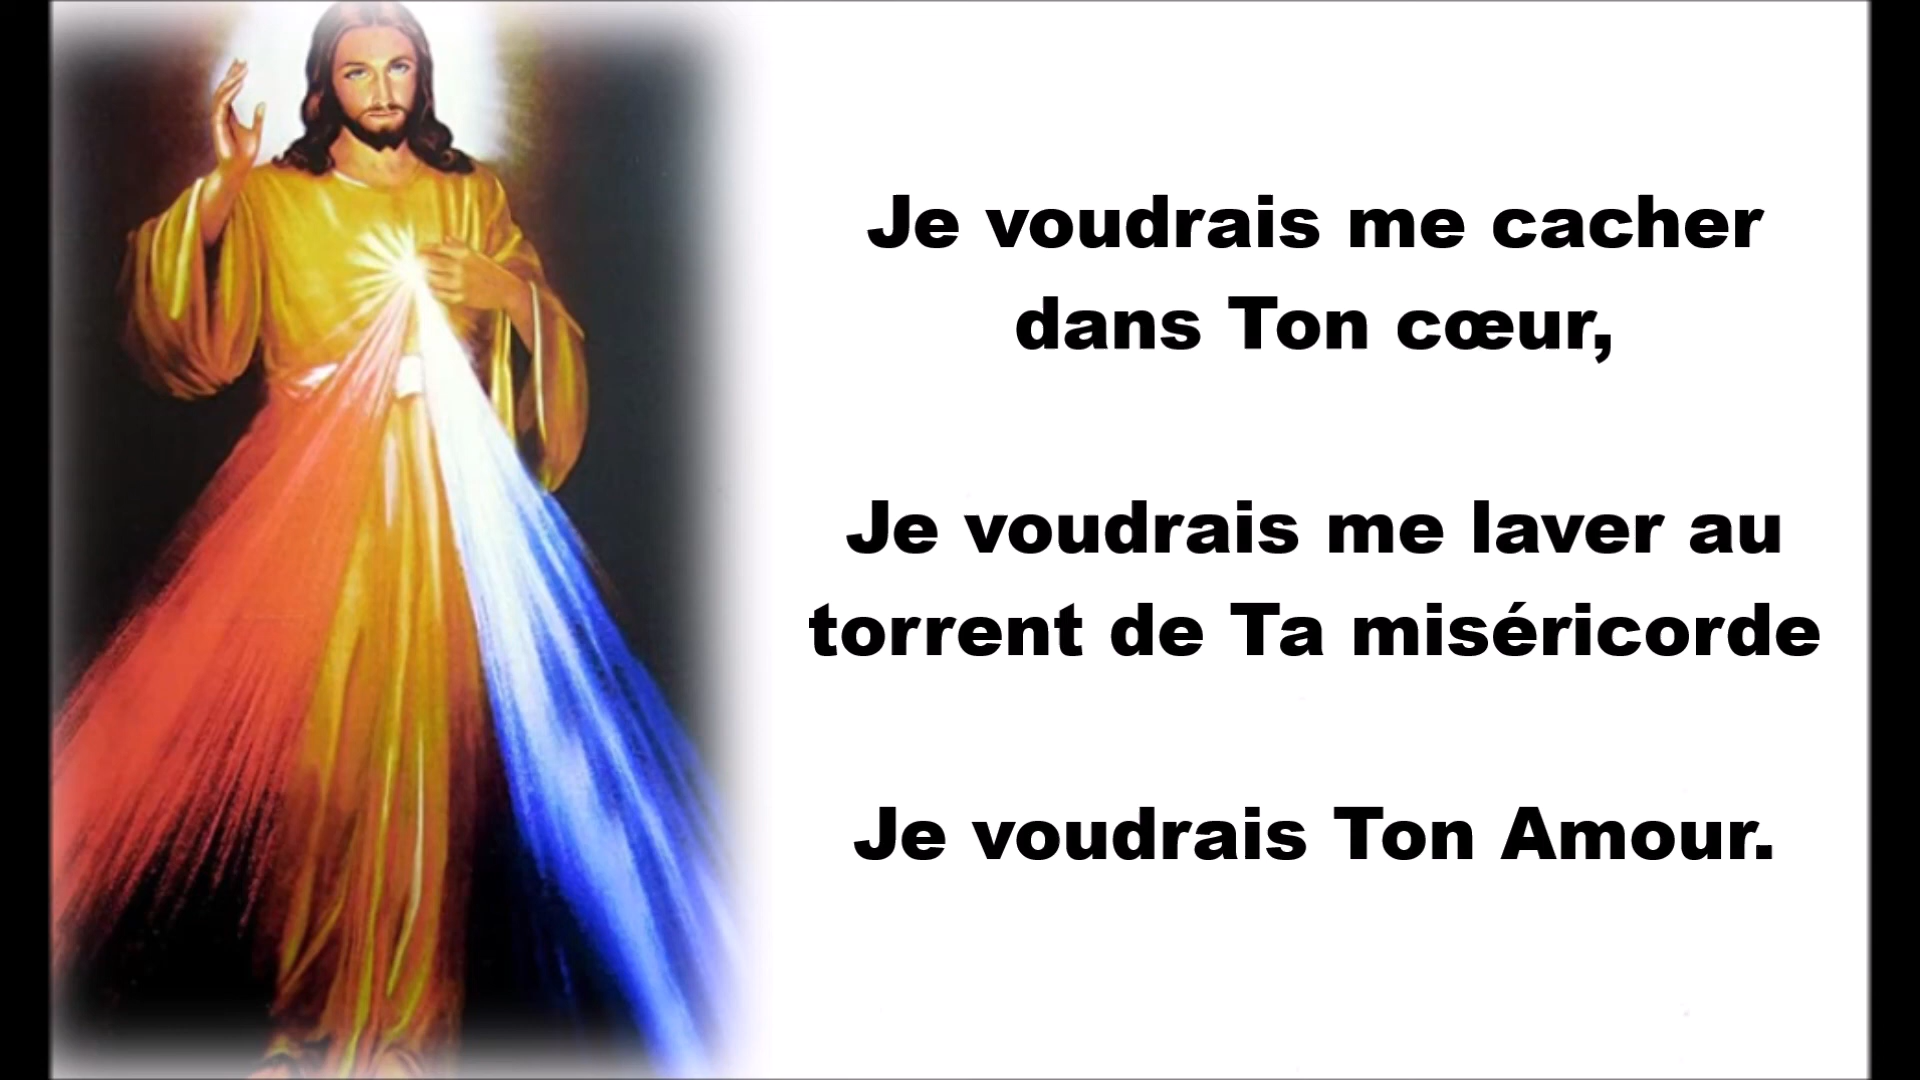 Je voudrais me cacher
dans Ton cœur,
Je voudrais me laver au
torrent de Ta miséricorde
Je voudrais Ton Amour.